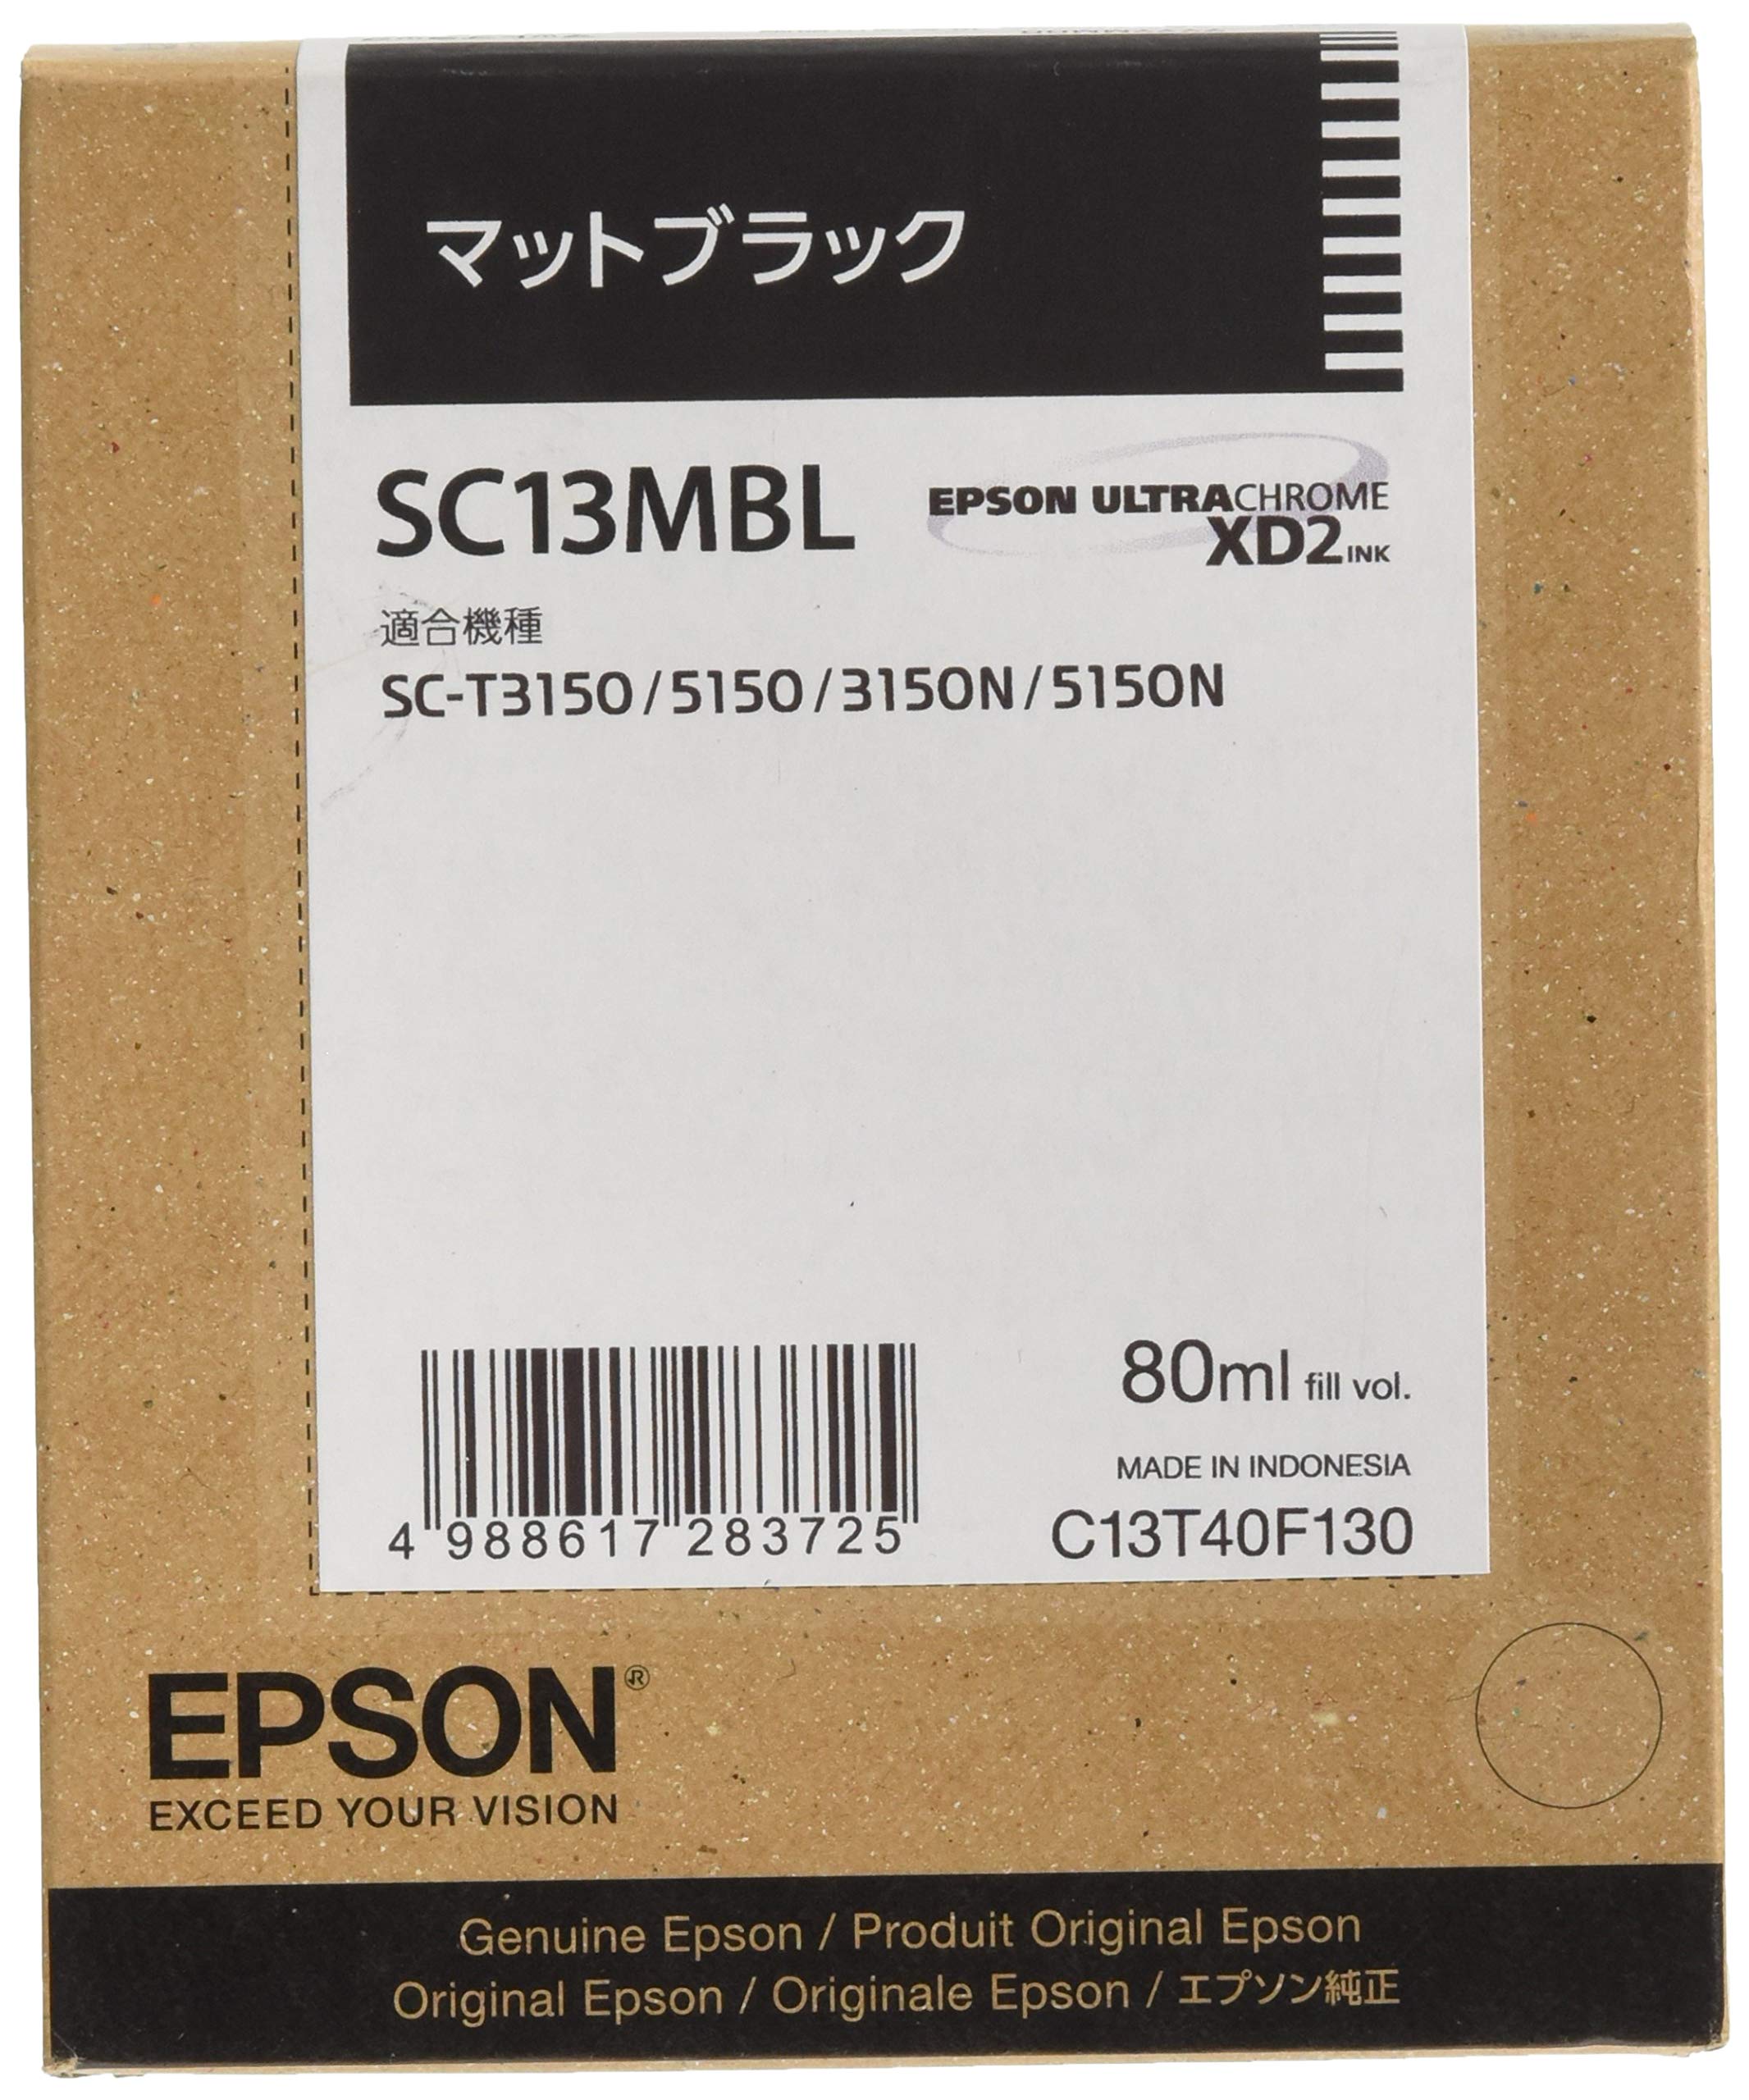 マットブラック
SC13MBL
EPSON ULTRACHROME
XD2 INK
適合機種
SC-T3150/5150/3150N/5150N
80ml fill vol.
MADE IN INDONESIA
4 988617 283725
C13T40F130
EPSON®
EXCEED YOUR VISION
Genuine Epson / Produit Original Epson
Original Epson / Originale Epson / エプソン純正